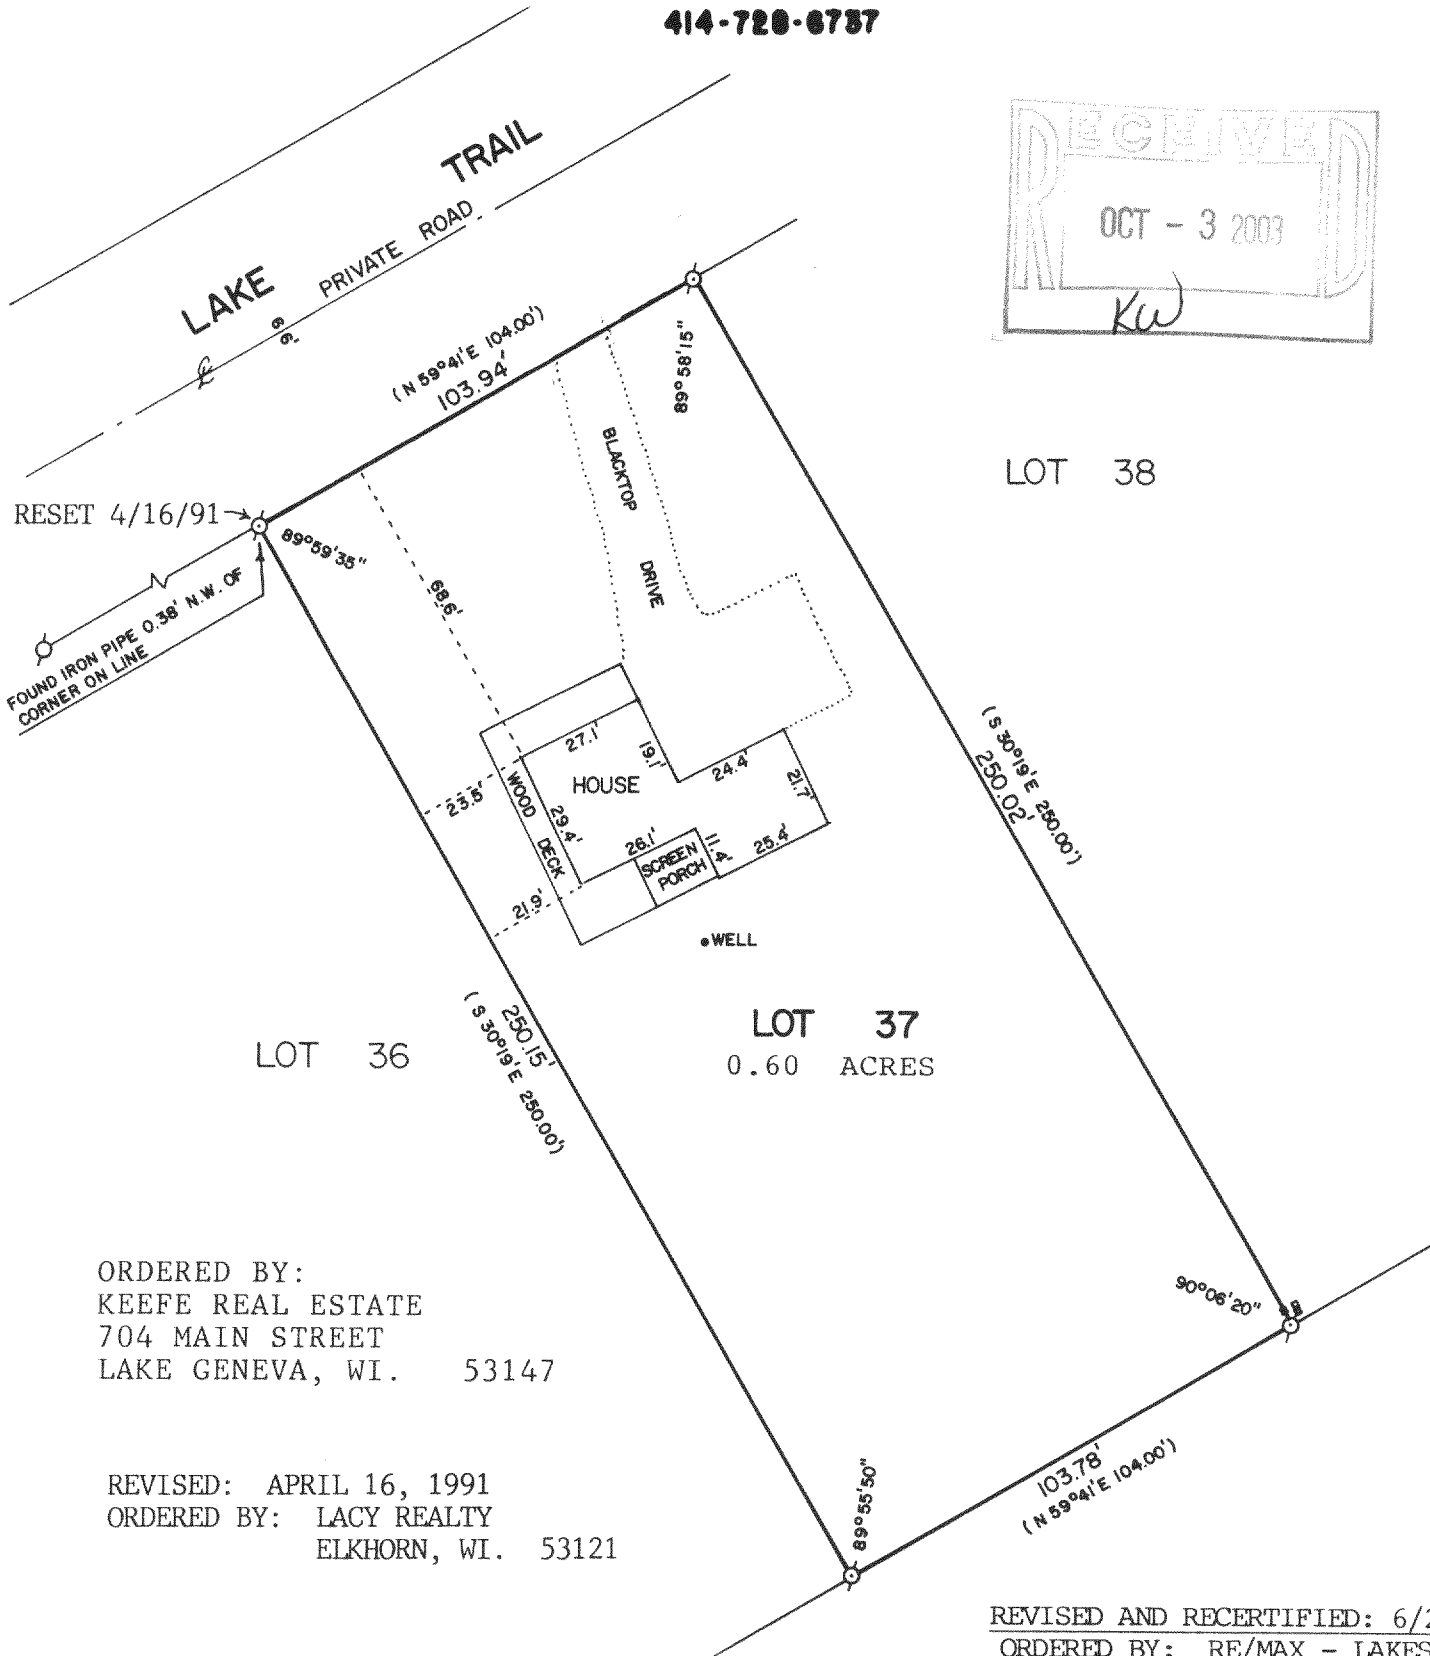 414-728-6737
RECEIVED
OCT - 3 2003
KW
LAKE TRAIL
PRIVATE ROAD
66'
℄
(N 59°41'E 104.00')
103.94'
89°58'15"
LOT 38
RESET 4/16/91
89°59'35"
FOUND IRON PIPE 0.38' N.W. OF
CORNER ON LINE
BLACKTOP DRIVE
68.6'
27.1'
19.1'
HOUSE
24.4'
21.7'
23.5'
WOOD DECK
29.4'
26.1'
SCREEN
PORCH
11.4'
25.4'
21.9'
WELL
(S 30°19'E 250.00')
250.02'
LOT 36
250.15'
(S 30°19'E 250.00')
LOT 37
0.60 ACRES
ORDERED BY:
KEEFE REAL ESTATE
704 MAIN STREET
LAKE GENEVA, WI. 53147
90°06'20"
REVISED: APRIL 16, 1991
ORDERED BY: LACY REALTY
ELKHORN, WI. 53121
89°55'50"
103.78'
(N 59°41'E 104.00')
REVISED AND RECERTIFIED: 6/2
ORDERED BY: RE/MAX - LAKES